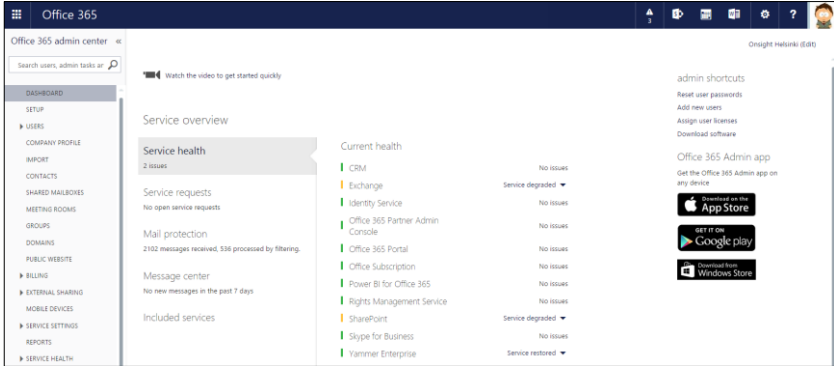 Office 365
3
?
Office 365 admin center «
Onsight Helsinki (Edit)
Search users, admin tasks ar
DASHBOARD
SETUP
USERS
COMPANY PROFILE
IMPORT
CONTACTS
SHARED MAILBOXES
MEETING ROOMS
GROUPS
DOMAINS
PUBLIC WEBSITE
BILLING
EXTERNAL SHARING
MOBILE DEVICES
SERVICE SETTINGS
REPORTS
SERVICE HEALTH
Watch the video to get started quickly
Service overview
Service health
2 issues
Service requests
No open service requests
Mail protection
2102 messages received, 536 processed by filtering.
Message center
No new messages in the past 7 days
Included services
Current health
CRM No issues
Exchange Service degraded
Identity Service No issues
Office 365 Partner Admin
Console No issues
Office 365 Portal No issues
Office Subscription No issues
Power BI for Office 365 No issues
Rights Management Service No issues
SharePoint Service degraded
Skype for Business No issues
Yammer Enterprise Service restored
admin shortcuts
Reset user passwords
Add new users
Assign user licenses
Download software
Office 365 Admin app
Get the Office 365 Admin app on
any device
Download on the
App Store
GET IT ON
Google play
Download from
Windows Store